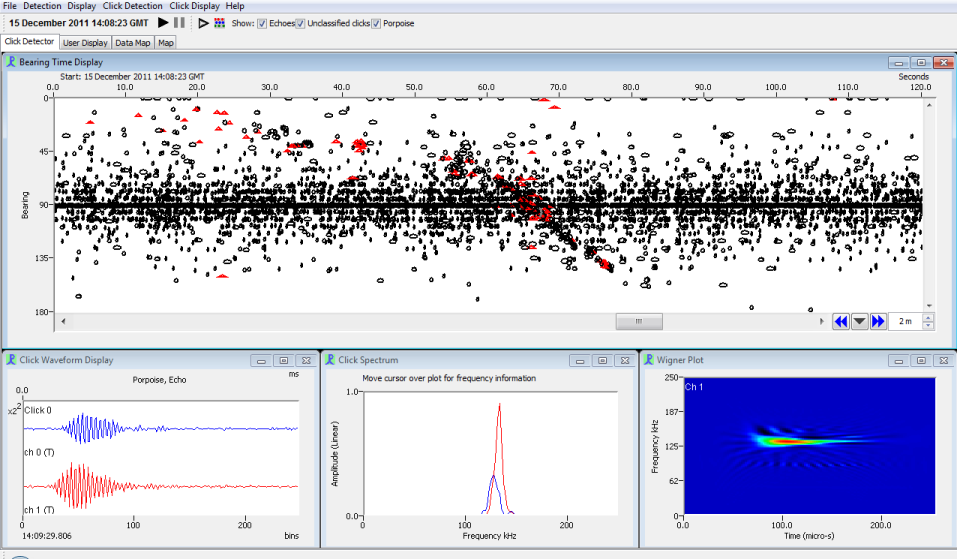 File Detection Display Click Detection Click Display Help
15 December 2011 14:08:23 GMT Show: Echoes Unclassified clicks Porpoise
Click Detector User Display Data Map Map
Bearing Time Display
Start: 15 December 2011 14:08:23 GMT Seconds
0.0 10.0 20.0 30.0 40.0 50.0 60.0 70.0 80.0 90.0 100.0 110.0 120.0
0
45
90
135
180
Bearing
2 m
Click Waveform Display
Porpoise, Echo
ms
0.0
x2^2
Click 0
ch 0 (T)
ch 1 (T)
0 100 200
14:09:29.806 bins
Click Spectrum
Move cursor over plot for frequency information
1.0
Amplitude (Linear)
0.0
0 100 200
Frequency kHz
Wigner Plot
250
Ch 1
187
125
62
0
Frequency kHz
0.0 100.0 200.0
Time (micro-s)